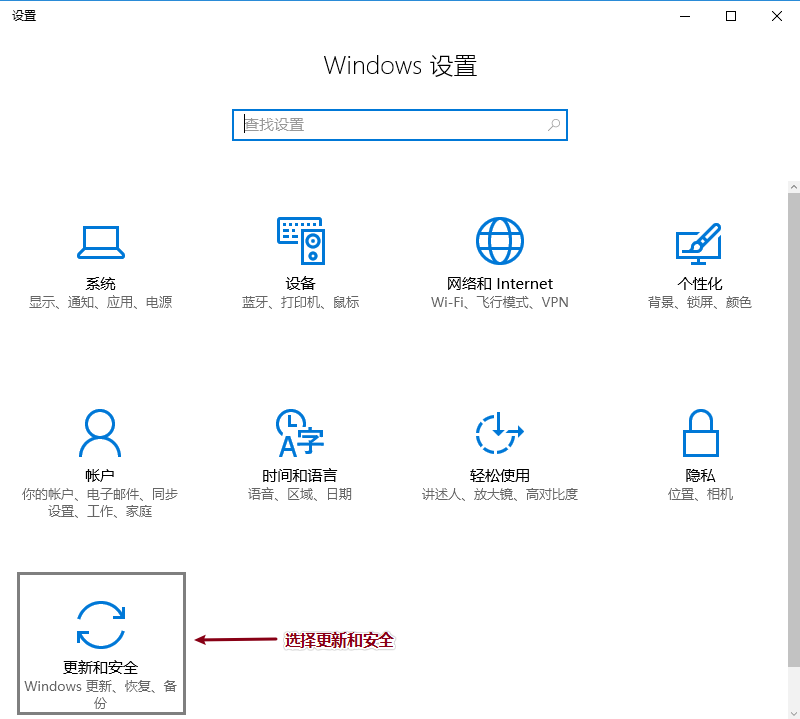 设置
Windows 设置
查找设置
系统
显示、通知、应用、电源
设备
蓝牙、打印机、鼠标
网络和 Internet
Wi-Fi、飞行模式、VPN
个性化
背景、锁屏、颜色
帐户
你的帐户、电子邮件、同步
设置、工作、家庭
时间和语言
语音、区域、日期
轻松使用
讲述人、放大镜、高对比度
隐私
位置、相机
更新和安全
Windows 更新、恢复、备
份
选择更新和安全